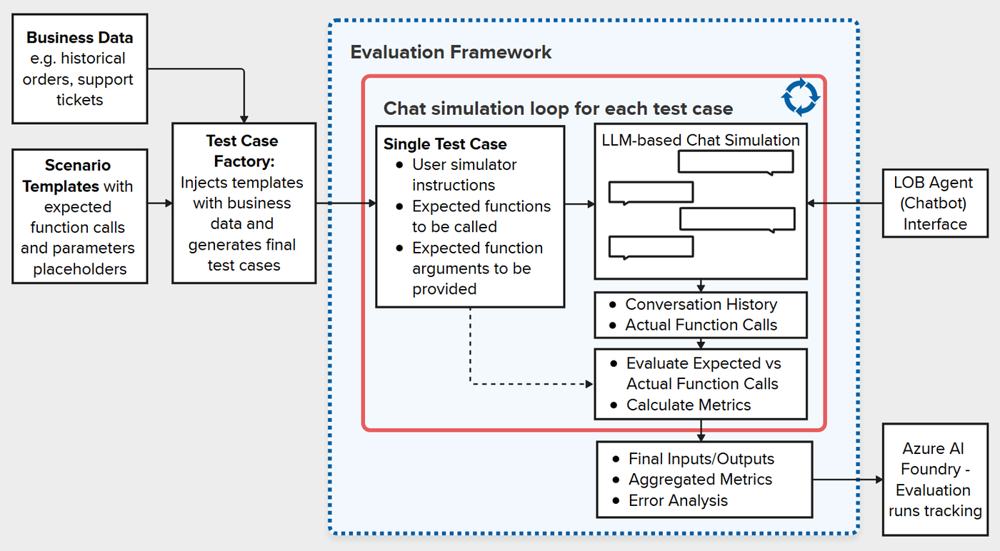 Business Data
e.g. historical
orders, support
tickets
Scenario
Templates with
expected
function calls
and parameters
placeholders
Test Case
Factory:
Injects templates
with business
data and
generates final
test cases
Evaluation Framework
Chat simulation loop for each test case
Single Test Case
● User simulator
instructions
● Expected functions
to be called
● Expected function
arguments to be
provided
LLM-based Chat Simulation
● Conversation History
● Actual Function Calls
● Evaluate Expected vs
Actual Function Calls
● Calculate Metrics
● Final Inputs/Outputs
● Aggregated Metrics
● Error Analysis
LOB Agent
(Chatbot)
Interface
Azure AI
Foundry -
Evaluation
runs tracking